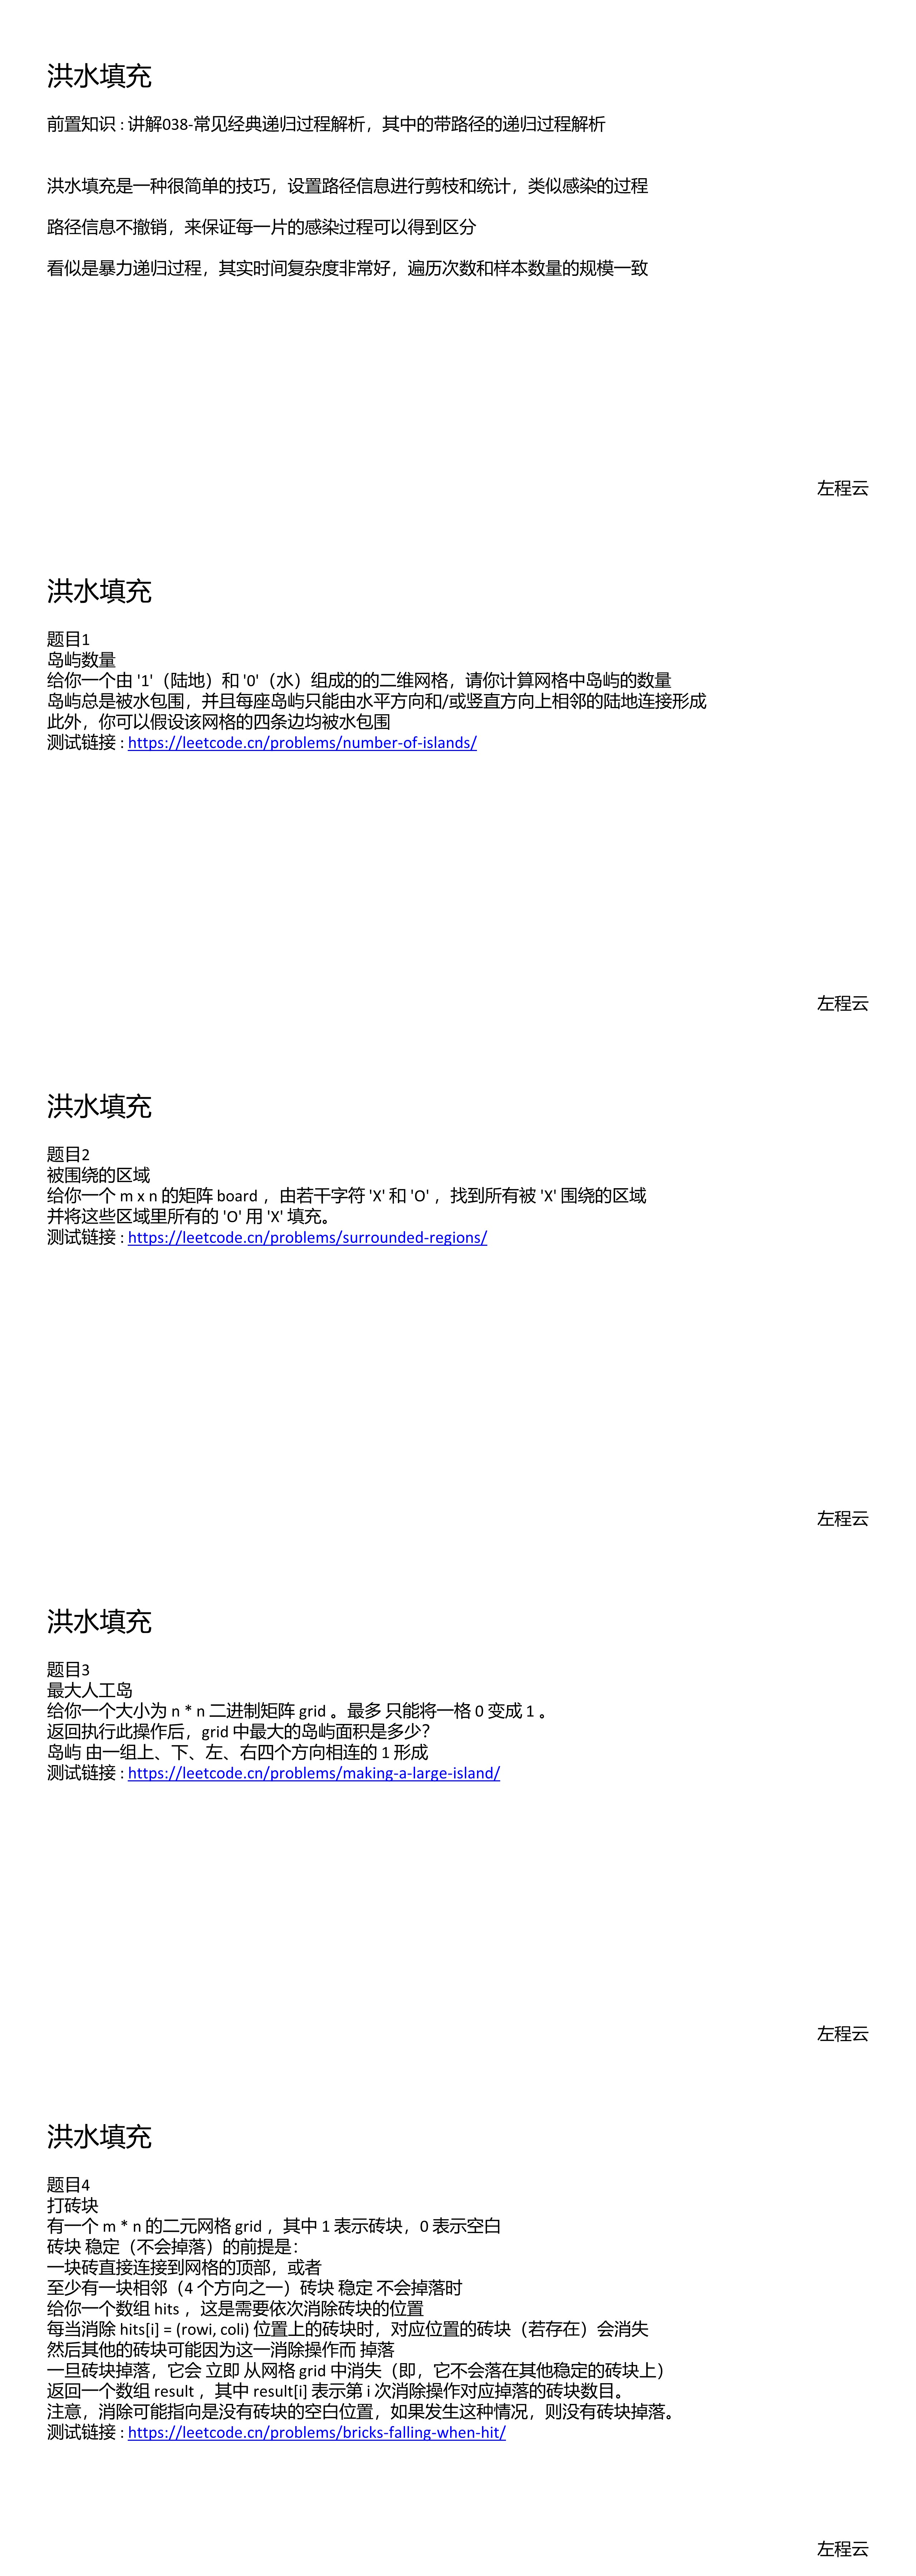 洪水填充
前置知识 : 讲解038-常见经典递归过程解析，其中的带路径的递归过程解析
洪水填充是一种很简单的技巧，设置路径信息进行剪枝和统计，类似感染的过程
路径信息不撤销，来保证每一片的感染过程可以得到区分
看似是暴力递归过程，其实时间复杂度非常好，遍历次数和样本数量的规模一致
左程云
洪水填充
题目1
岛屿数量
给你一个由 '1'（陆地）和 '0'（水）组成的的二维网格，请你计算网格中岛屿的数量
岛屿总是被水包围，并且每座岛屿只能由水平方向和/或竖直方向上相邻的陆地连接形成
此外，你可以假设该网格的四条边均被水包围
测试链接 : https://leetcode.cn/problems/number-of-islands/
左程云
洪水填充
题目2
被围绕的区域
给你一个 m x n 的矩阵 board ，由若干字符 'X' 和 'O' ，找到所有被 'X' 围绕的区域
并将这些区域里所有的 'O' 用 'X' 填充。
测试链接 : https://leetcode.cn/problems/surrounded-regions/
左程云
洪水填充
题目3
最大人工岛
给你一个大小为 n * n 二进制矩阵 grid 。最多 只能将一格 0 变成 1 。
返回执行此操作后，grid 中最大的岛屿面积是多少?
岛屿 由一组上、下、左、右四个方向相连的 1 形成
测试链接 : https://leetcode.cn/problems/making-a-large-island/
左程云
洪水填充
题目4
打砖块
有一个 m * n 的二元网格 grid ，其中 1 表示砖块，0 表示空白
砖块 稳定（不会掉落）的前提是：
一块砖直接连接到网格的顶部，或者
至少有一块相邻（4 个方向之一）砖块 稳定 不会掉落时
给你一个数组 hits ，这是需要依次消除砖块的位置
每当消除 hits[i] = (rowi, coli) 位置上的砖块时，对应位置的砖块（若存在）会消失
然后其他的砖块可能因为这一消除操作而 掉落
一旦砖块掉落，它会 立即 从网格 grid 中消失（即，它不会落在其他稳定的砖块上）
返回一个数组 result ，其中 result[i] 表示第 i 次消除操作对应掉落的砖块数目。
注意，消除可能指向是没有砖块的空白位置，如果发生这种情况，则没有砖块掉落。
测试链接 : https://leetcode.cn/problems/bricks-falling-when-hit/
左程云